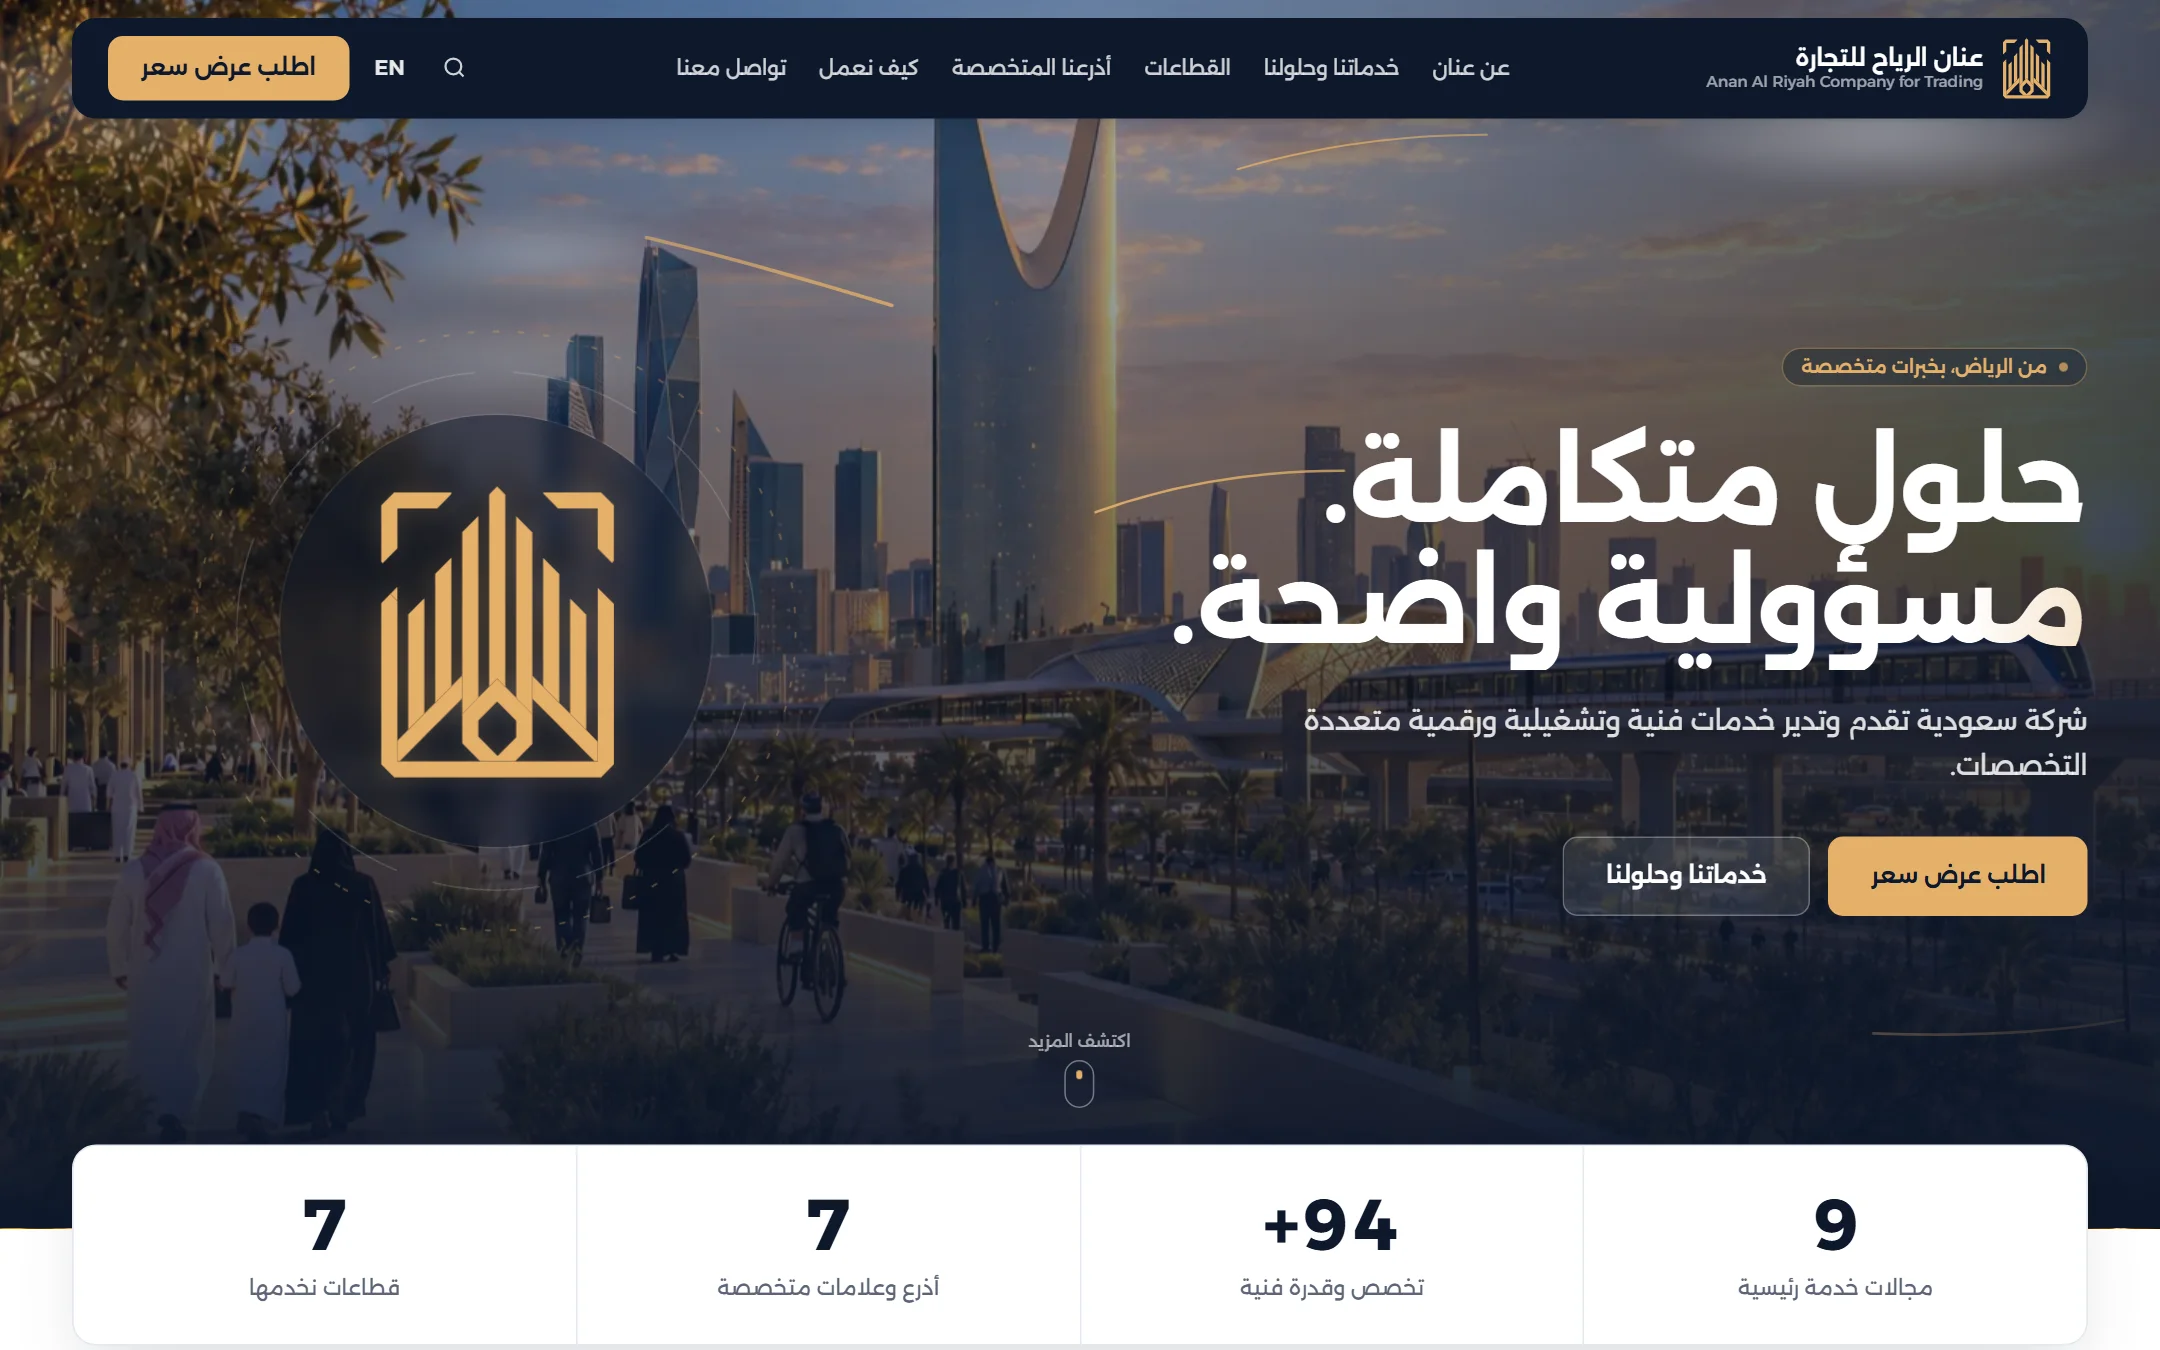 عنان الرياح للتجارة
Anan Al Riyah Company for Trading
عن عنان
خدماتنا وحلولنا
القطاعات
أذرعنا المتخصصة
كيف نعمل
تواصل معنا
EN
اطلب عرض سعر
من الرياض، بخبرات متخصصة
حلول متكاملة.
مسؤولية واضحة.
شركة سعودية تقدم وتدير خدمات فنية وتشغيلية ورقمية متعددة
التخصصات.
اطلب عرض سعر
خدماتنا وحلولنا
اكتشف المزيد
9
مجالات خدمة رئيسية
+94
تخصص وقدرة فنية
7
أذرع وعلامات متخصصة
7
قطاعات نخدمها